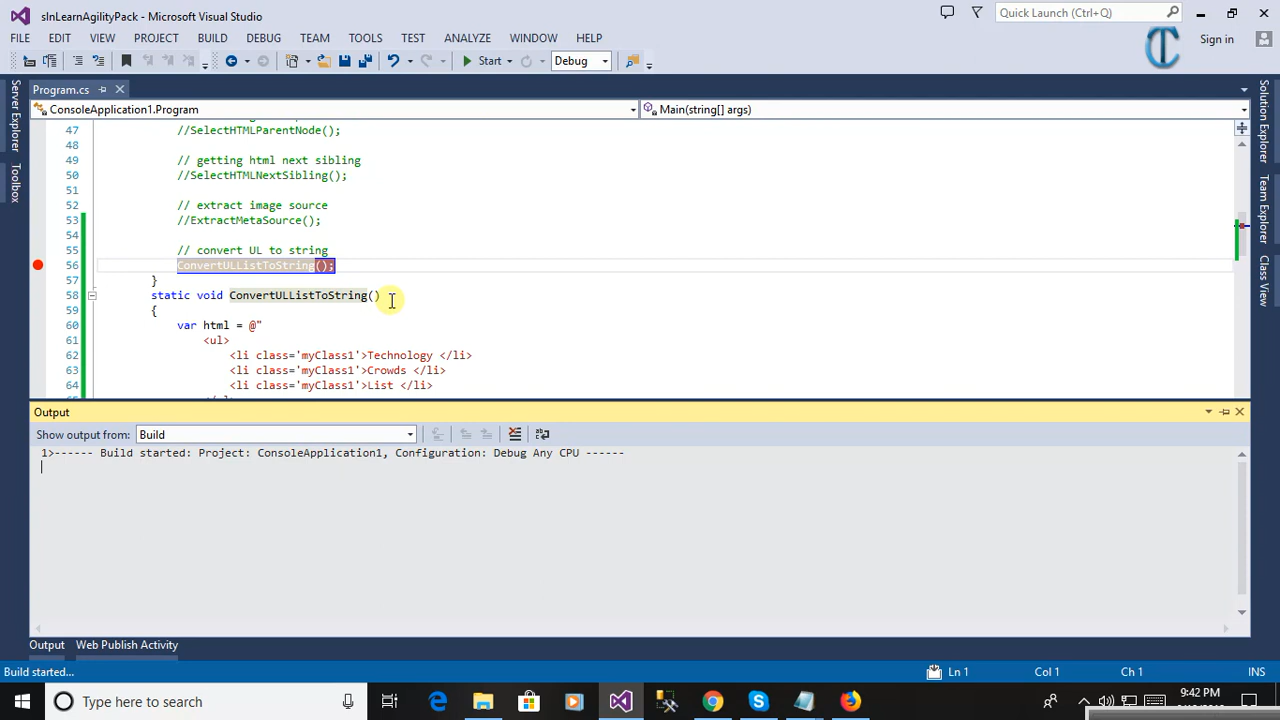 slnLearnAgilityPack - Microsoft Visual Studio
Quick Launch (Ctrl+Q)
FILE EDIT VIEW PROJECT BUILD DEBUG TEAM TOOLS TEST ANALYZE WINDOW HELP
Sign in
Start Debug
Program.cs
ConsoleApplication1.Program Main(string[] args)
Server Explorer
Toolbox
Solution Explorer
Team Explorer
Class View
47 //SelectHTMLParentNode();
48
49 // getting html next sibling
50 //SelectHTMLNextSibling();
51
52 // extract image source
53 //ExtractMetaSource();
54
55 // convert UL to string
56 ConvertULListToString();
57 }
58 static void ConvertULListToString()
59 {
60 var html = @"
61 <ul>
62 <li class='myClass1'>Technology </li>
63 <li class='myClass1'>Crowds </li>
64 <li class='myClass1'>List </li>
Output
Show output from: Build
1>------ Build started: Project: ConsoleApplication1, Configuration: Debug Any CPU ------
Output Web Publish Activity
Build started... Ln 1 Col 1 Ch 1 INS
Type here to search
9:42 PM